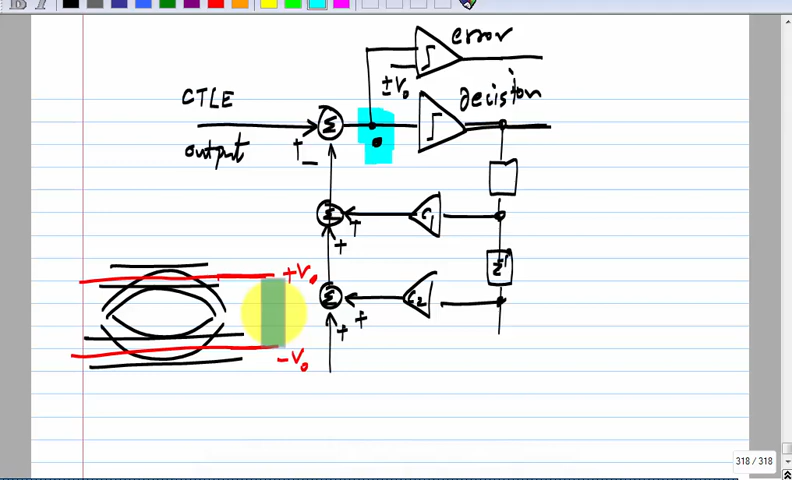 error
±V₀
CTLE
decision
output
Σ
+
−
Σ
+
C₁
+
z⁻¹
+V₀
Σ
+
C₂
+
−V₀
318 / 318